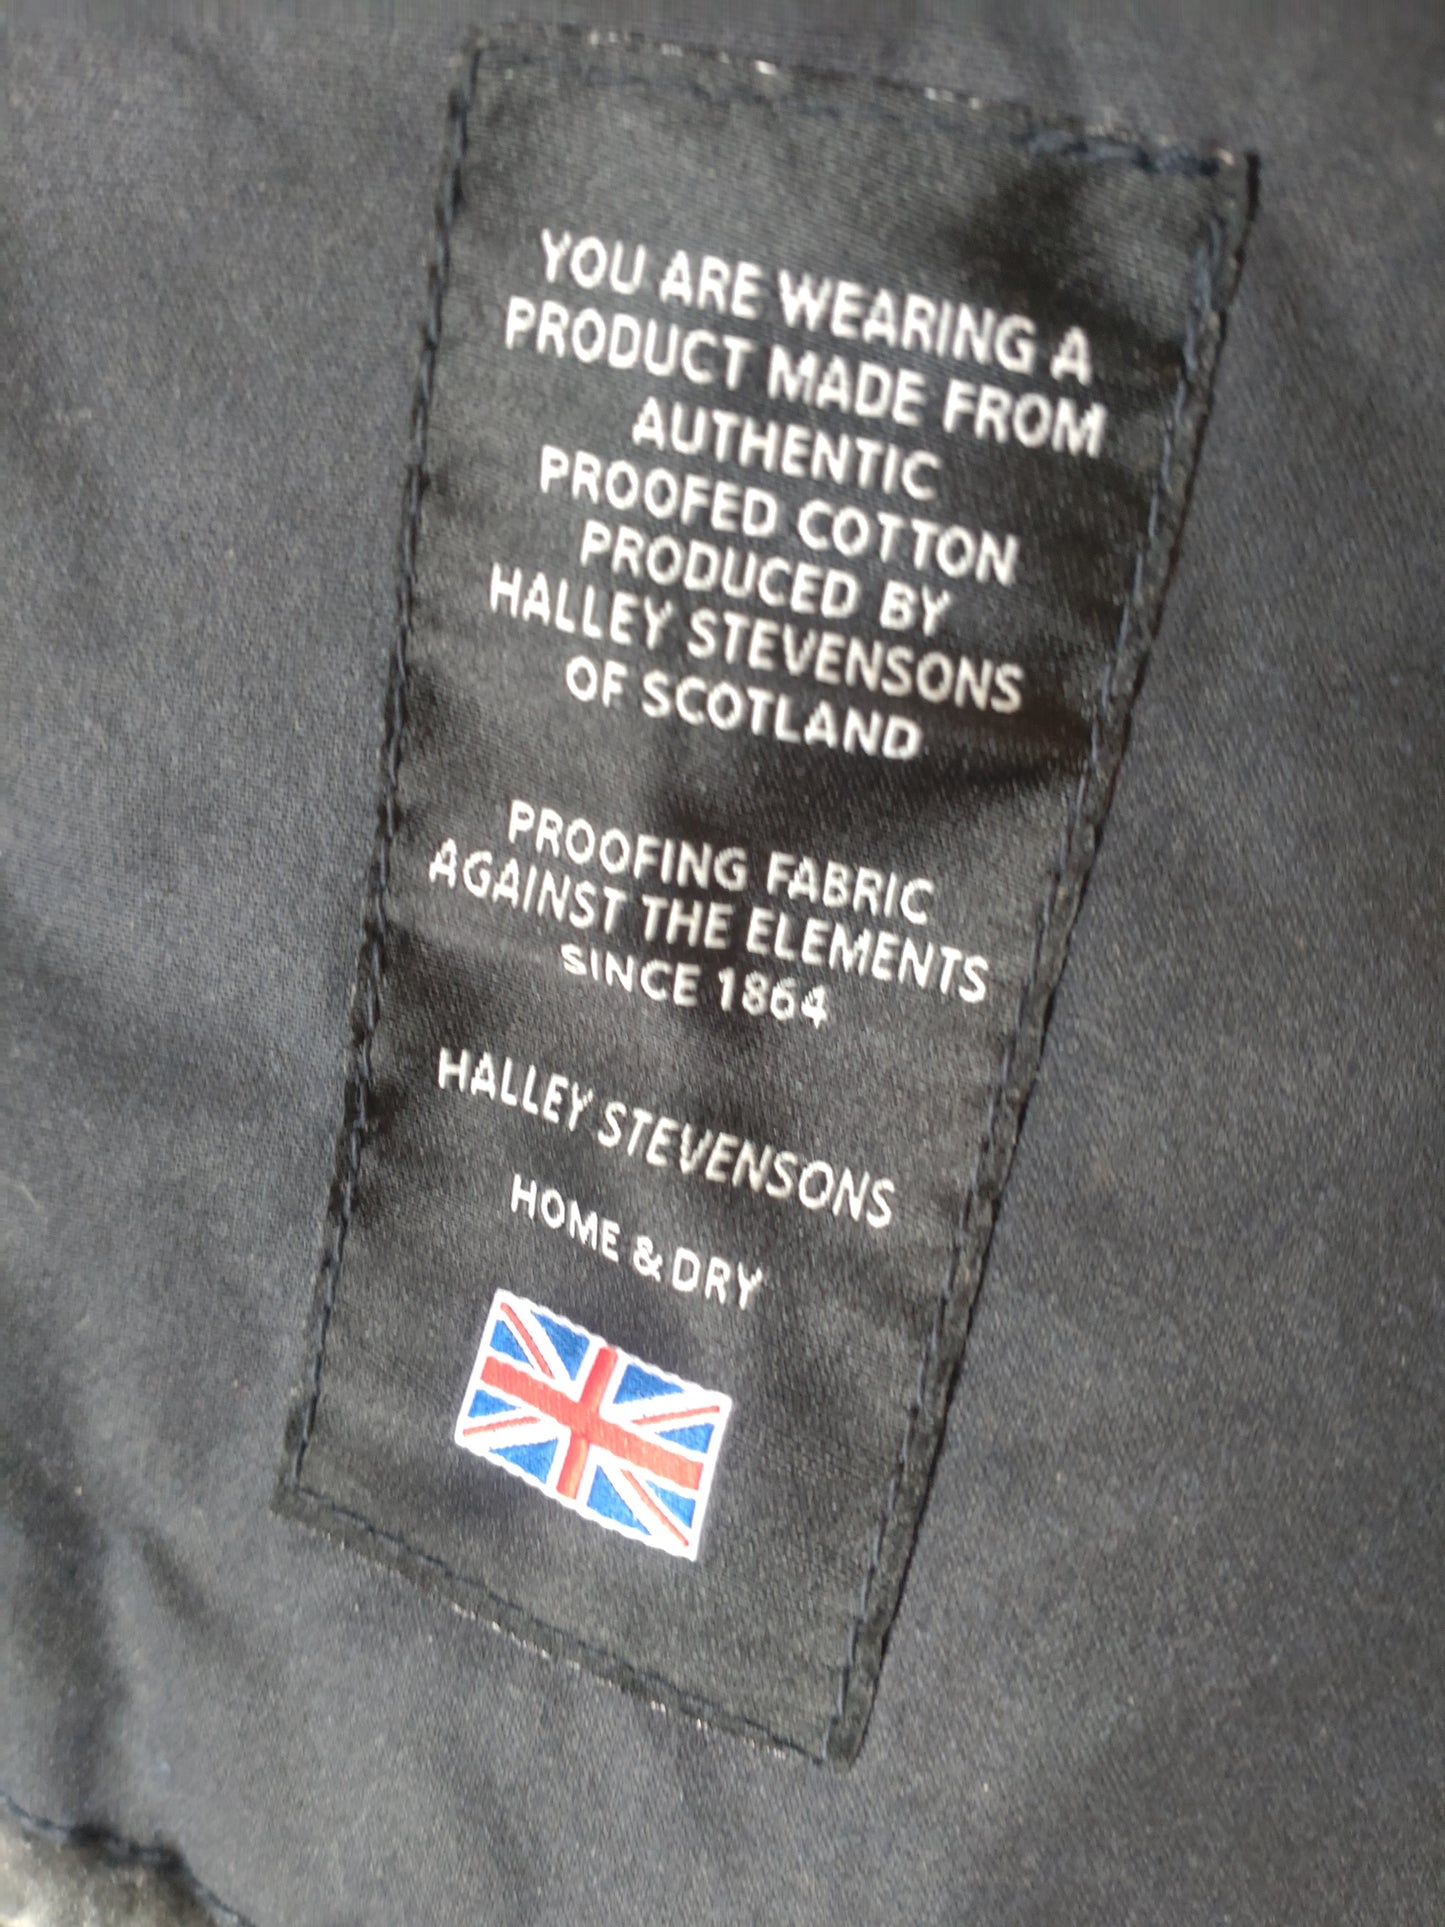 YOU ARE WEARING A
PRODUCT MADE FROM
AUTHENTIC
PROOFED COTTON
PRODUCED BY
HALLEY STEVENSONS
OF SCOTLAND
PROOFING FABRIC
AGAINST THE ELEMENTS
SINCE 1864
HALLEY STEVENSONS
HOME & DRY